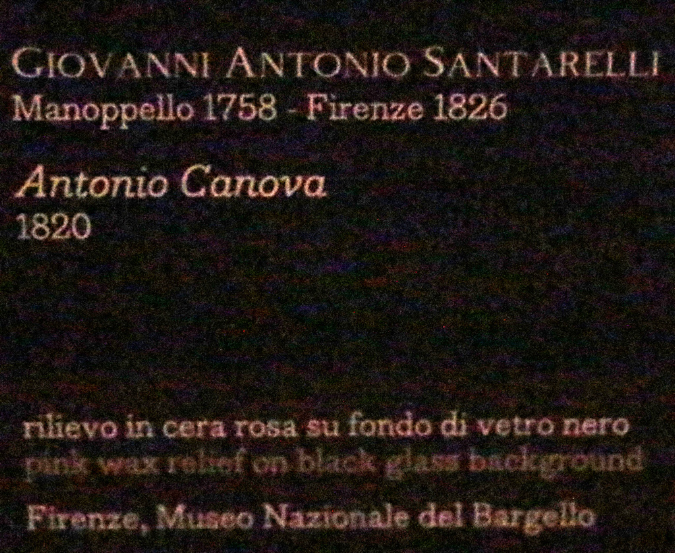 GIOVANNI ANTONIO SANTARELLI
Manoppello 1758 - Firenze 1826
Antonio Canova
1820
rilievo in cera rosa su fondo di vetro nero
pink wax relief on black glass background
Firenze, Museo Nazionale del Bargello